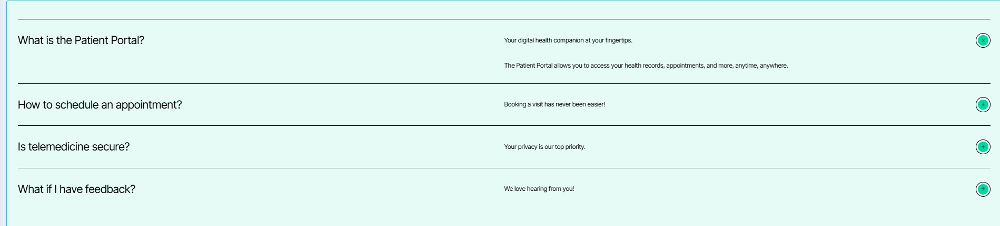 What is the Patient Portal?
Your digital health companion at your fingertips.
The Patient Portal allows you to access your health records, appointments, and more, anytime, anywhere.
How to schedule an appointment?
Booking a visit has never been easier!
Is telemedicine secure?
Your privacy is our top priority.
What if I have feedback?
We love hearing from you!